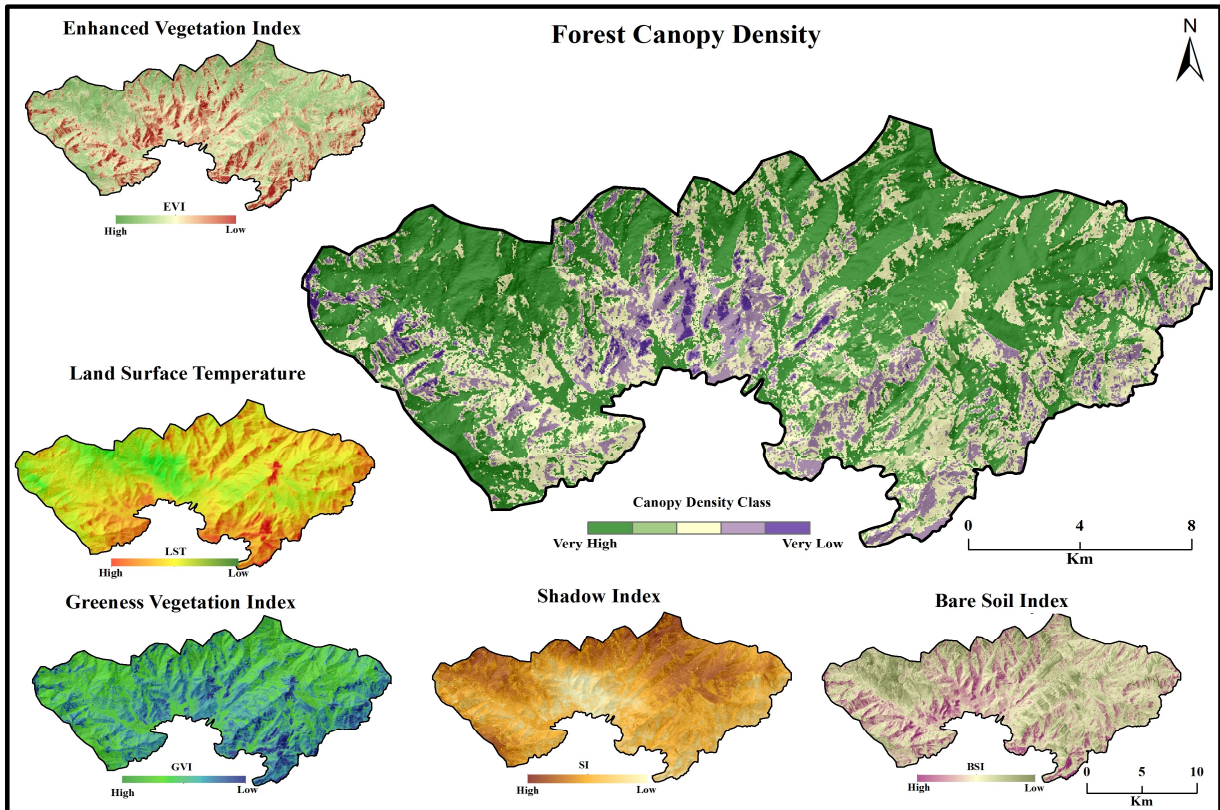 Enhanced Vegetation Index
Forest Canopy Density
N
EVI
High Low
Land Surface Temperature
LST
High Low
Canopy Density Class
Very High Very Low
0 4 8
Km
Greeness Vegetation Index
GVI
High Low
Shadow Index
SI
High Low
Bare Soil Index
BSI
High Low
0 5 10
Km